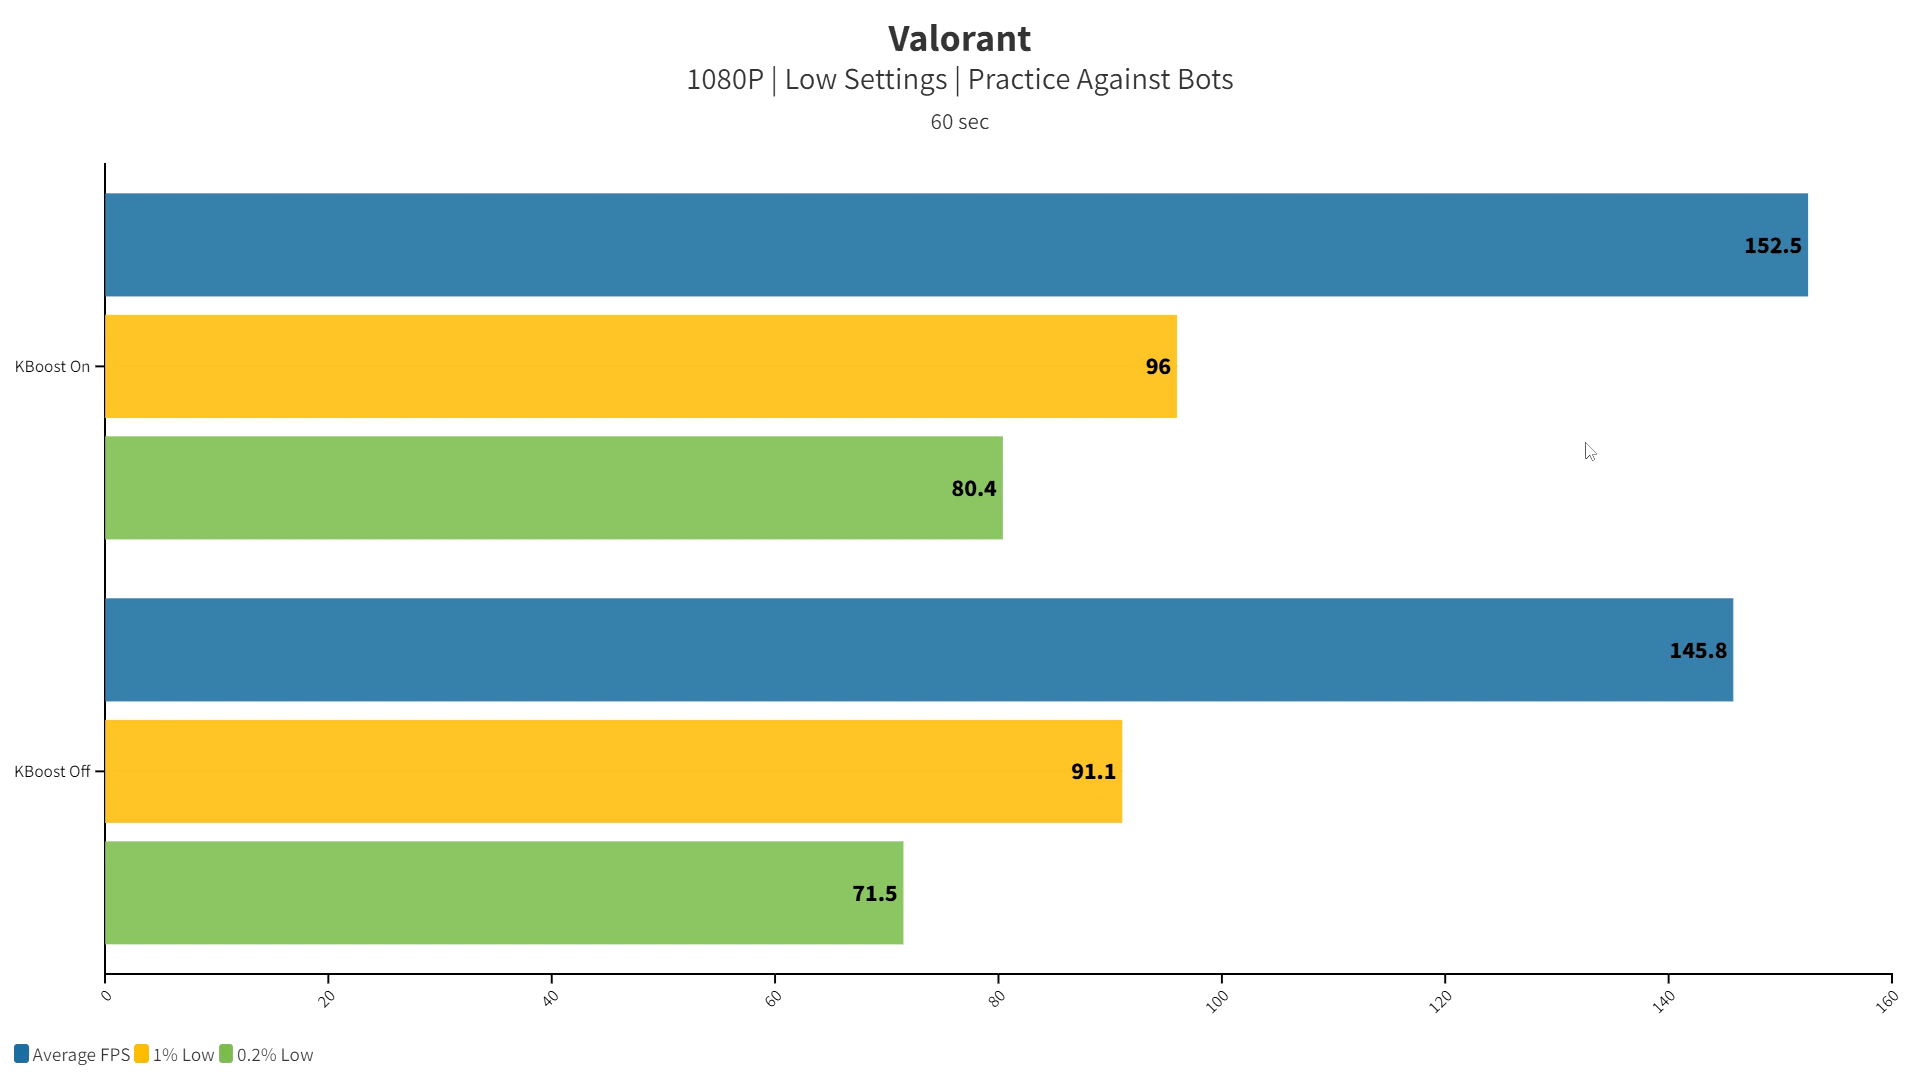 Valorant
1080P | Low Settings | Practice Against Bots
60 sec
152.5
KBoost On
96
80.4
145.8
KBoost Off
91.1
71.5
0 20 40 60 80 100 120 140 160
Average FPS 1% Low 0.2% Low